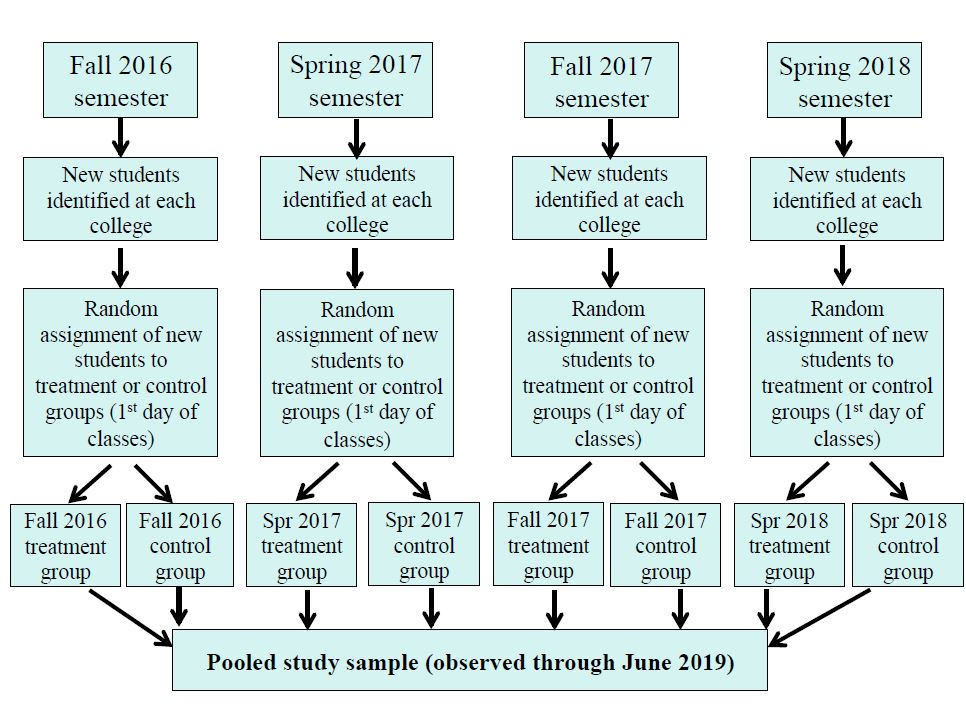 Fall 2016
semester
Spring 2017
semester
Fall 2017
semester
Spring 2018
semester
New students
identified at each
college
New students
identified at each
college
New students
identified at each
college
New students
identified at each
college
Random
assignment of new
students to
treatment or control
groups (1st day of
classes)
Random
assignment of new
students to
treatment or control
groups (1st day of
classes)
Random
assignment of new
students to
treatment or control
groups (1st day of
classes)
Random
assignment of new
students to
treatment or control
groups (1st day of
classes)
Fall 2016
treatment
group
Fall 2016
control
group
Spr 2017
treatment
group
Spr 2017
control
group
Fall 2017
treatment
group
Fall 2017
control
group
Spr 2018
treatment
group
Spr 2018
control
group
Pooled study sample (observed through June 2019)